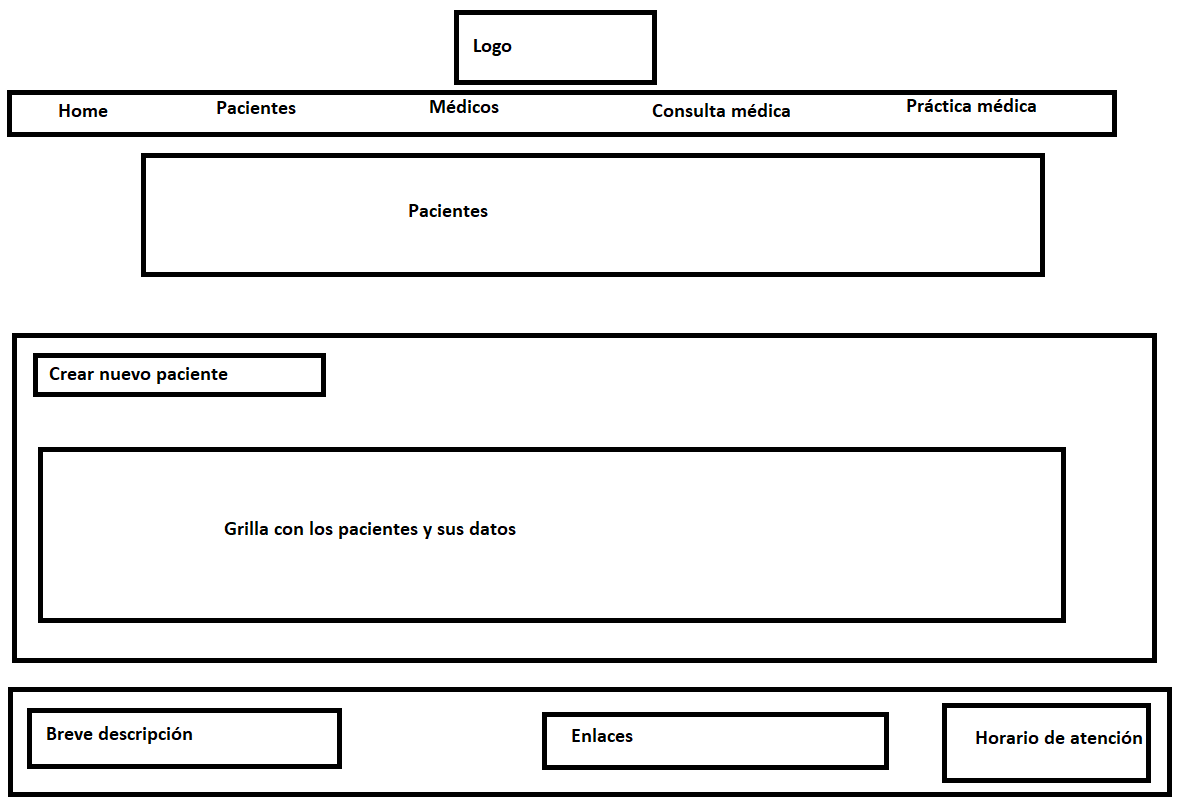 Logo
Home
Pacientes
Médicos
Consulta médica
Práctica médica
Pacientes
Crear nuevo paciente
Grilla con los pacientes y sus datos
Breve descripción
Enlaces
Horario de atención